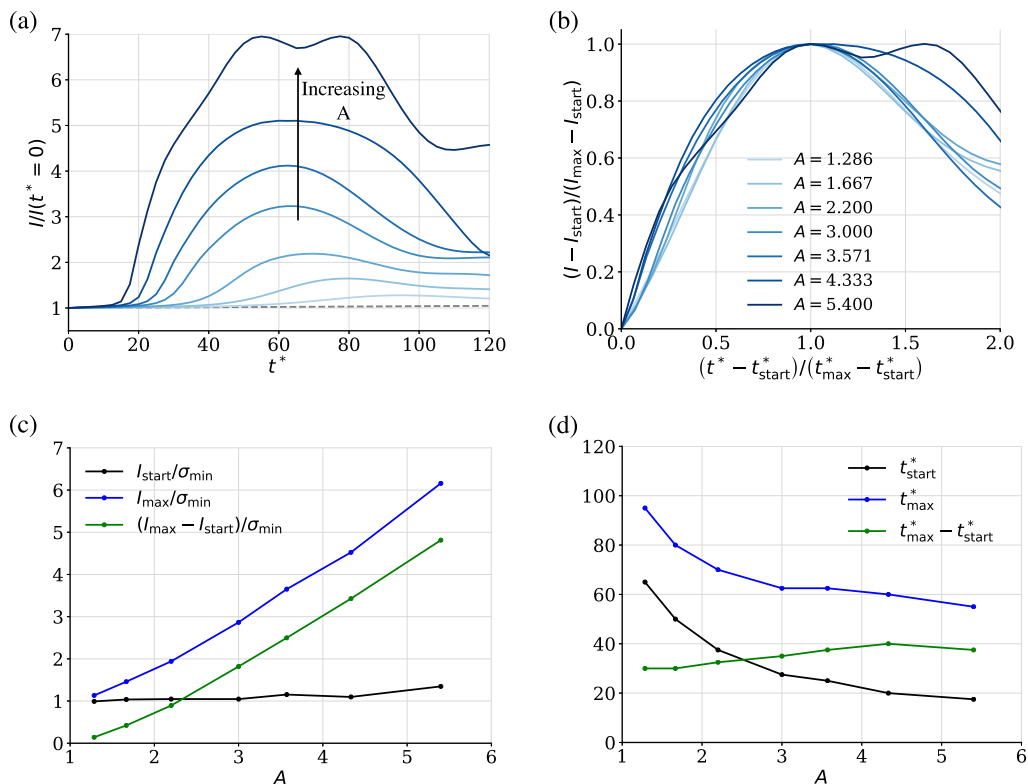 (a)
7
6
5
4
3
2
1
I/I(t* = 0)
Increasing
A
0 20 40 60 80 100 120
t*
(b)
1.0
0.8
0.6
0.4
0.2
0.0
(I − I_start)/(I_max − I_start)
A = 1.286
A = 1.667
A = 2.200
A = 3.000
A = 3.571
A = 4.333
A = 5.400
0.0 0.5 1.0 1.5 2.0
(t* − t*_start)/(t*_max − t*_start)
(c)
7
6
5
4
3
2
1
0
I_start/σ_min
I_max/σ_min
(I_max − I_start)/σ_min
1 2 3 4 5 6
A
(d)
120
100
80
60
40
20
0
t*_start
t*_max
t*_max − t*_start
1 2 3 4 5 6
A